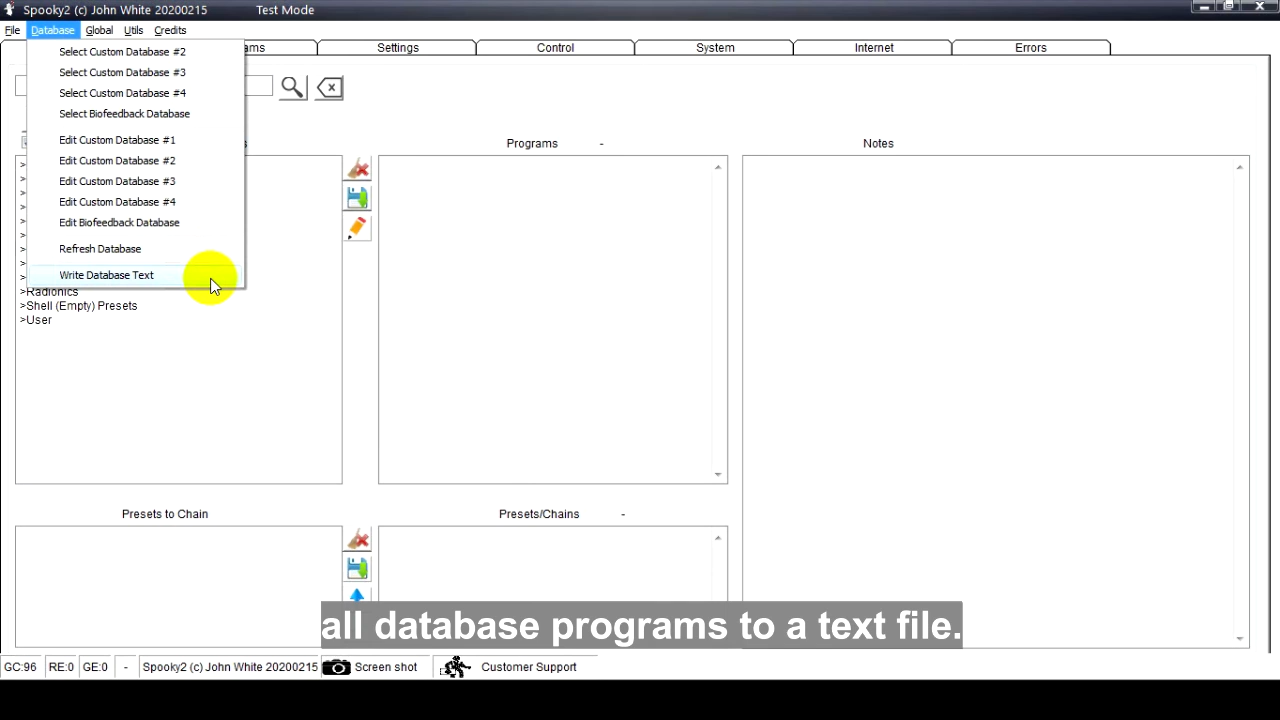 Spooky2 (c) John White 20200215 Test Mode
File Database Global Utils Credits
ams Settings Control System Internet Errors
Select Custom Database #2
Select Custom Database #3
Select Custom Database #4
Select Biofeedback Database
Edit Custom Database #1
Edit Custom Database #2
Edit Custom Database #3
Edit Custom Database #4
Edit Biofeedback Database
Refresh Database
Write Database Text
>Radionics
>Shell (Empty) Presets
>User
Programs -
Notes
Presets to Chain
Presets/Chains -
all database programs to a text file.
GC:96 RE:0 GE:0 - Spooky2 (c) John White 20200215 Screen shot Customer Support